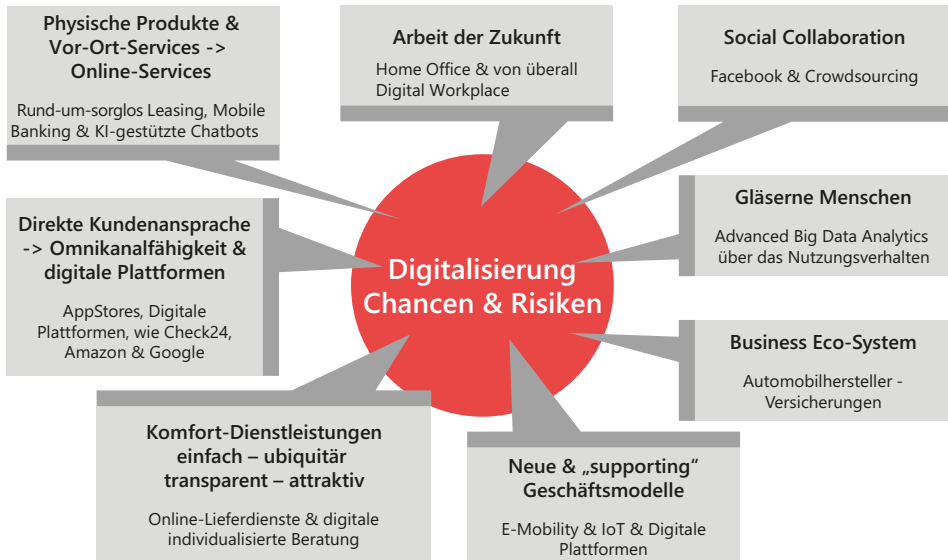 Physische Produkte &
Vor-Ort-Services ->
Online-Services
Rund-um-sorglos Leasing, Mobile
Banking & KI-gestützte Chatbots
Arbeit der Zukunft
Home Office & von überall
Digital Workplace
Social Collaboration
Facebook & Crowdsourcing
Direkte Kundenansprache
-> Omnikanalfähigkeit &
digitale Plattformen
AppStores, Digitale
Plattformen, wie Check24,
Amazon & Google
Digitalisierung
Chancen & Risiken
Gläserne Menschen
Advanced Big Data Analytics
über das Nutzungsverhalten
Business Eco-System
Automobilhersteller -
Versicherungen
Komfort-Dienstleistungen
einfach – ubiquitär
transparent – attraktiv
Online-Lieferdienste & digitale
individualisierte Beratung
Neue & „supporting“
Geschäftsmodelle
E-Mobility & IoT & Digitale
Plattformen